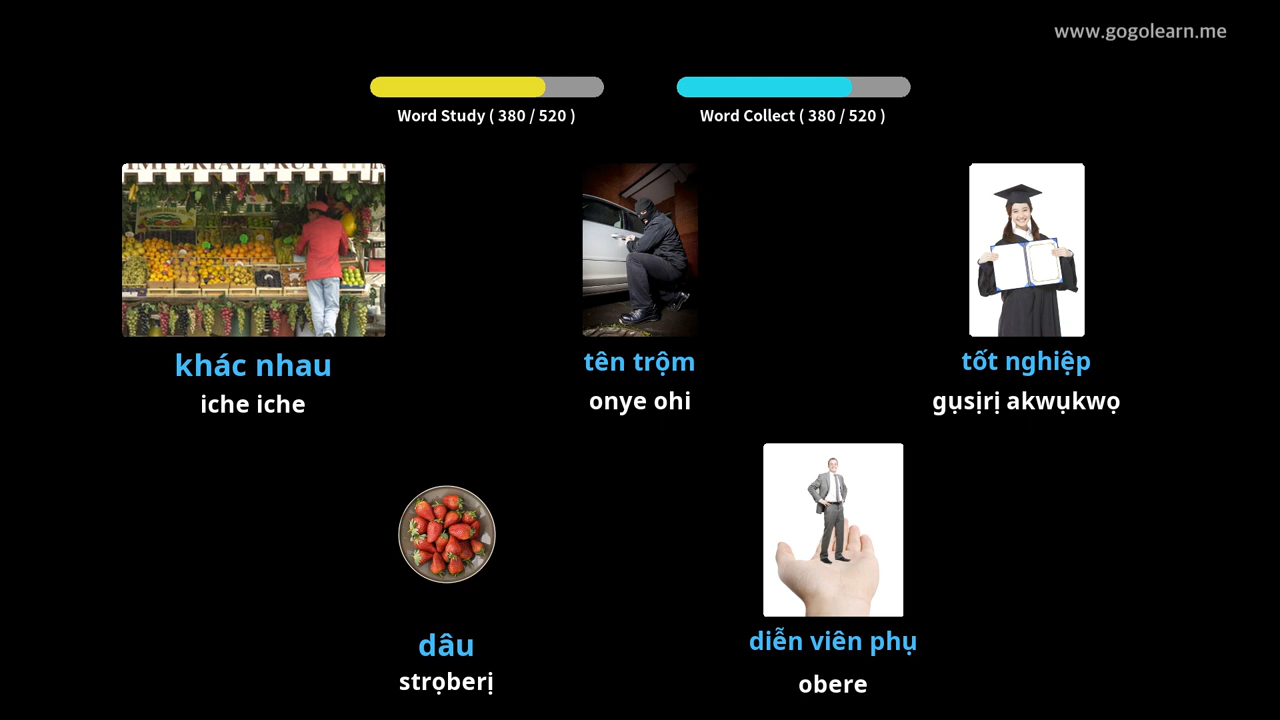 www.gogolearn.me
Word Study ( 380 / 520 )
Word Collect ( 380 / 520 )
khác nhau
iche iche
tên trộm
onye ohi
tốt nghiệp
gụsịrị akwụkwọ
dâu
strọberị
diễn viên phụ
obere